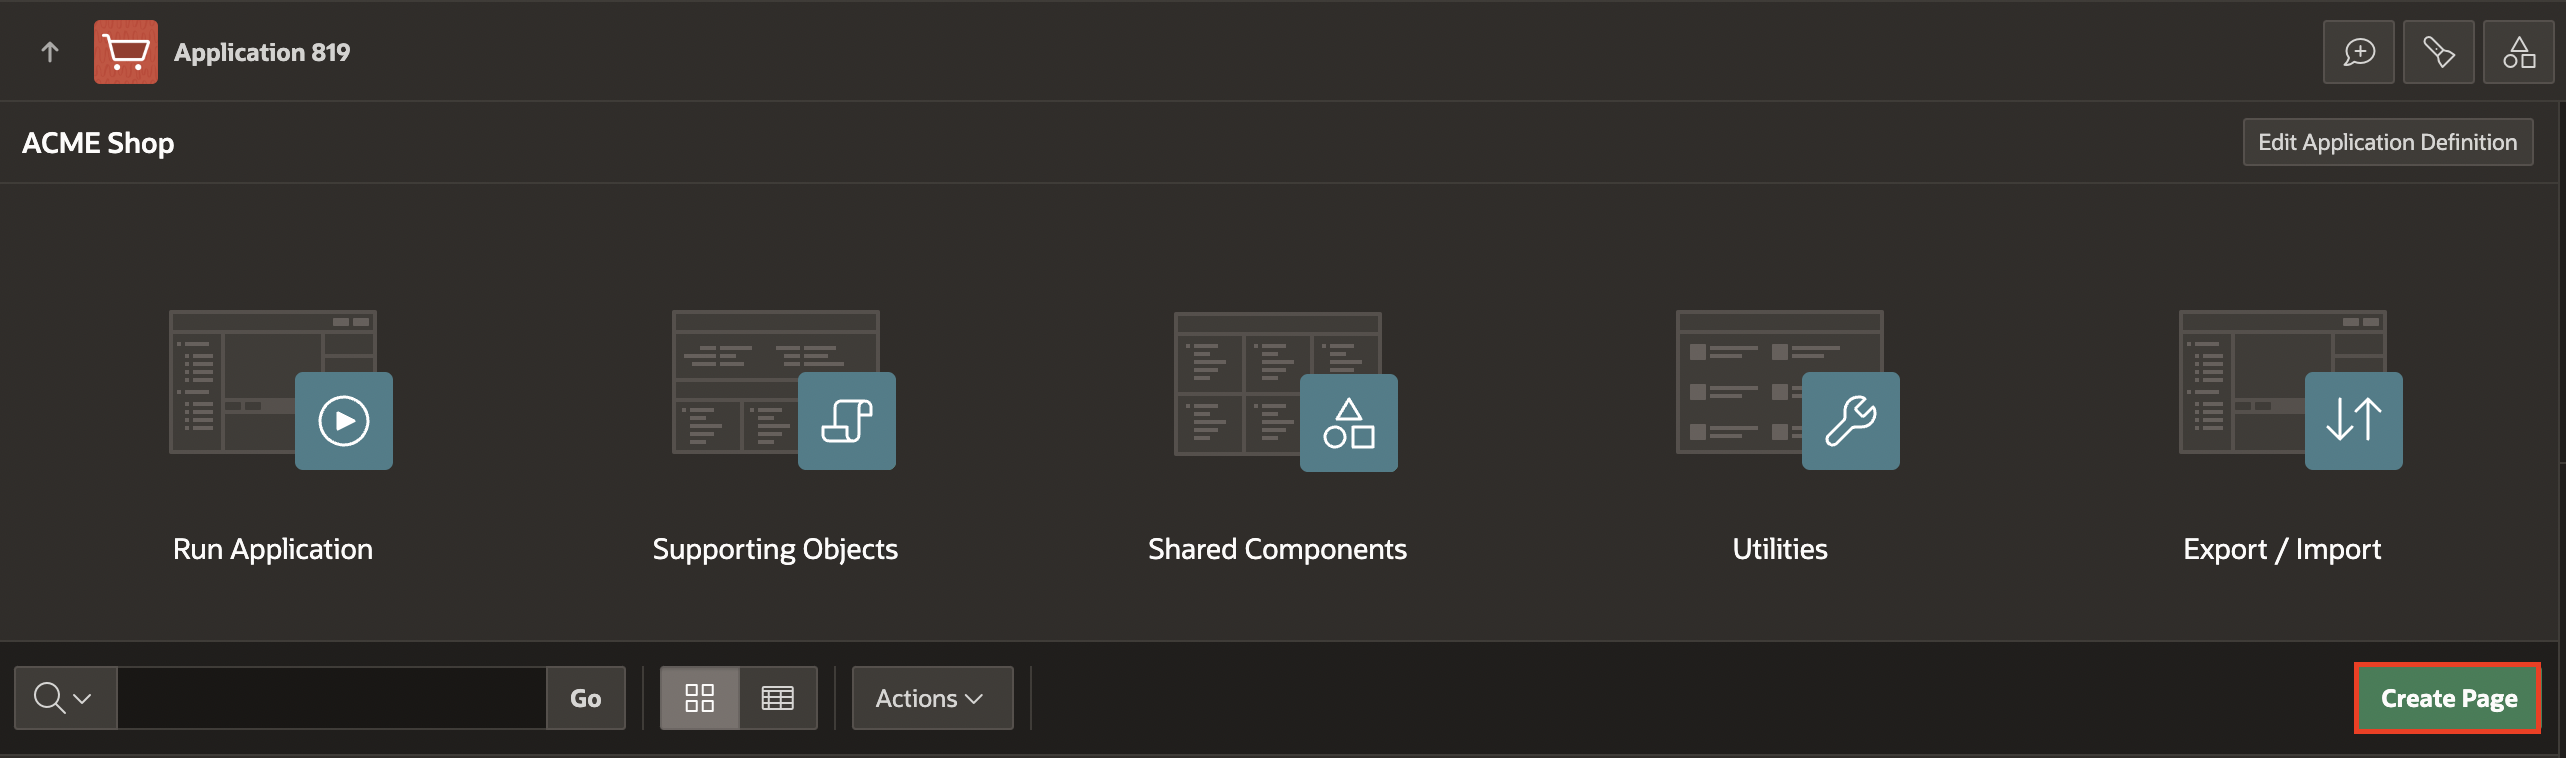 Application 819
ACME Shop
Edit Application Definition
Run Application
Supporting Objects
Shared Components
Utilities
Export / Import
Go
Actions
Create Page